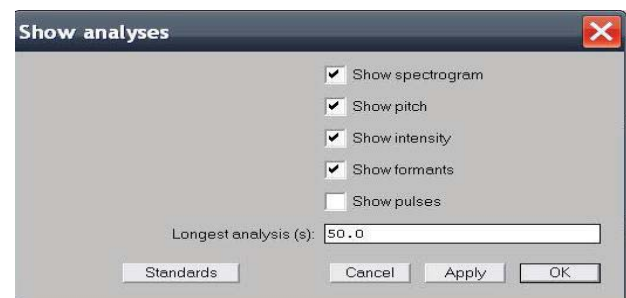 Show analyses
Show spectrogram
Show pitch
Show intensity
Show formants
Show pulses
Longest analysis (s): 50.0
Standards Cancel Apply OK